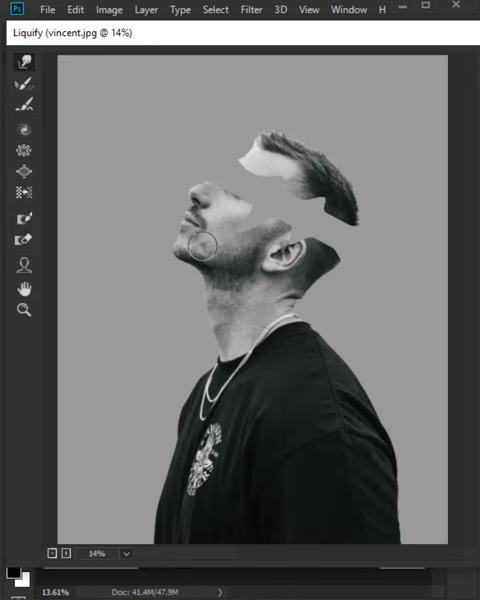 Ps File Edit Image Layer Type Select Filter 3D View Window H
Liquify (vincent.jpg @ 14%)
14%
13.61% Doc: 41.4M/47.9M